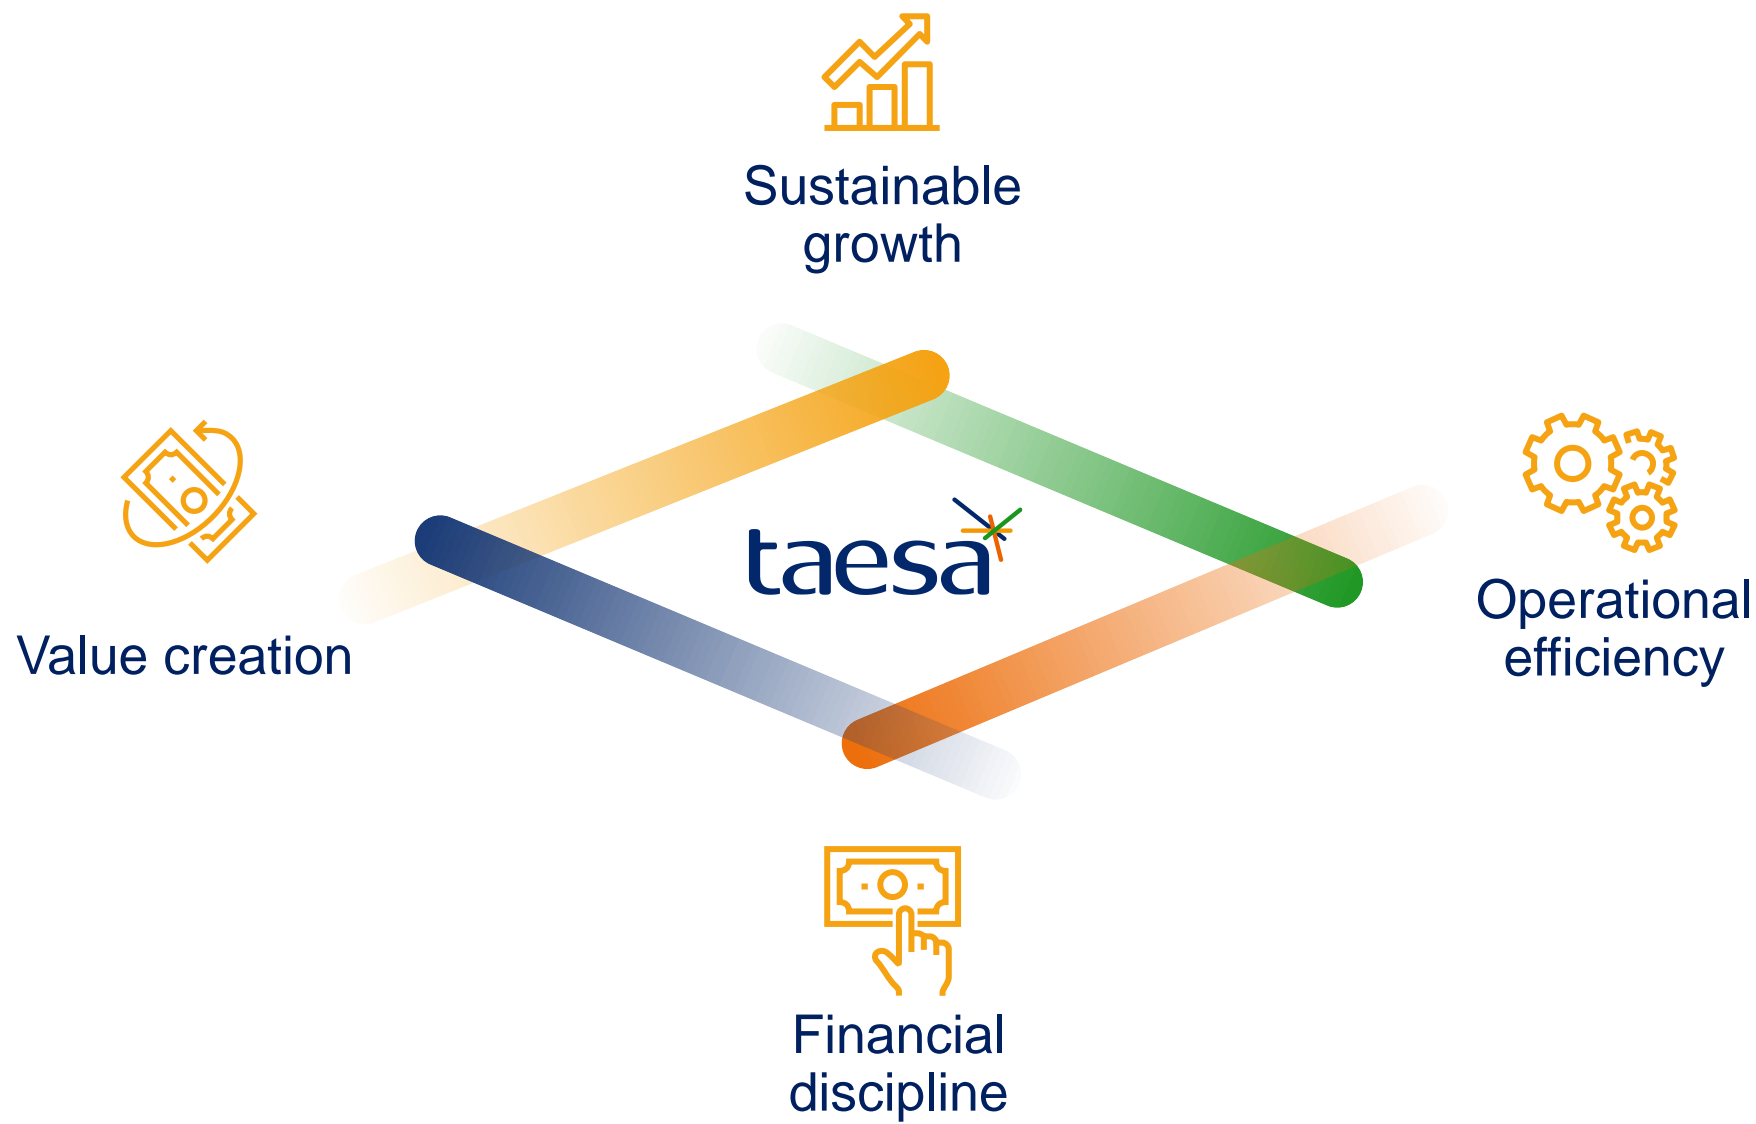 Sustainable
growth
taesa
Value creation
Operational
efficiency
Financial
discipline